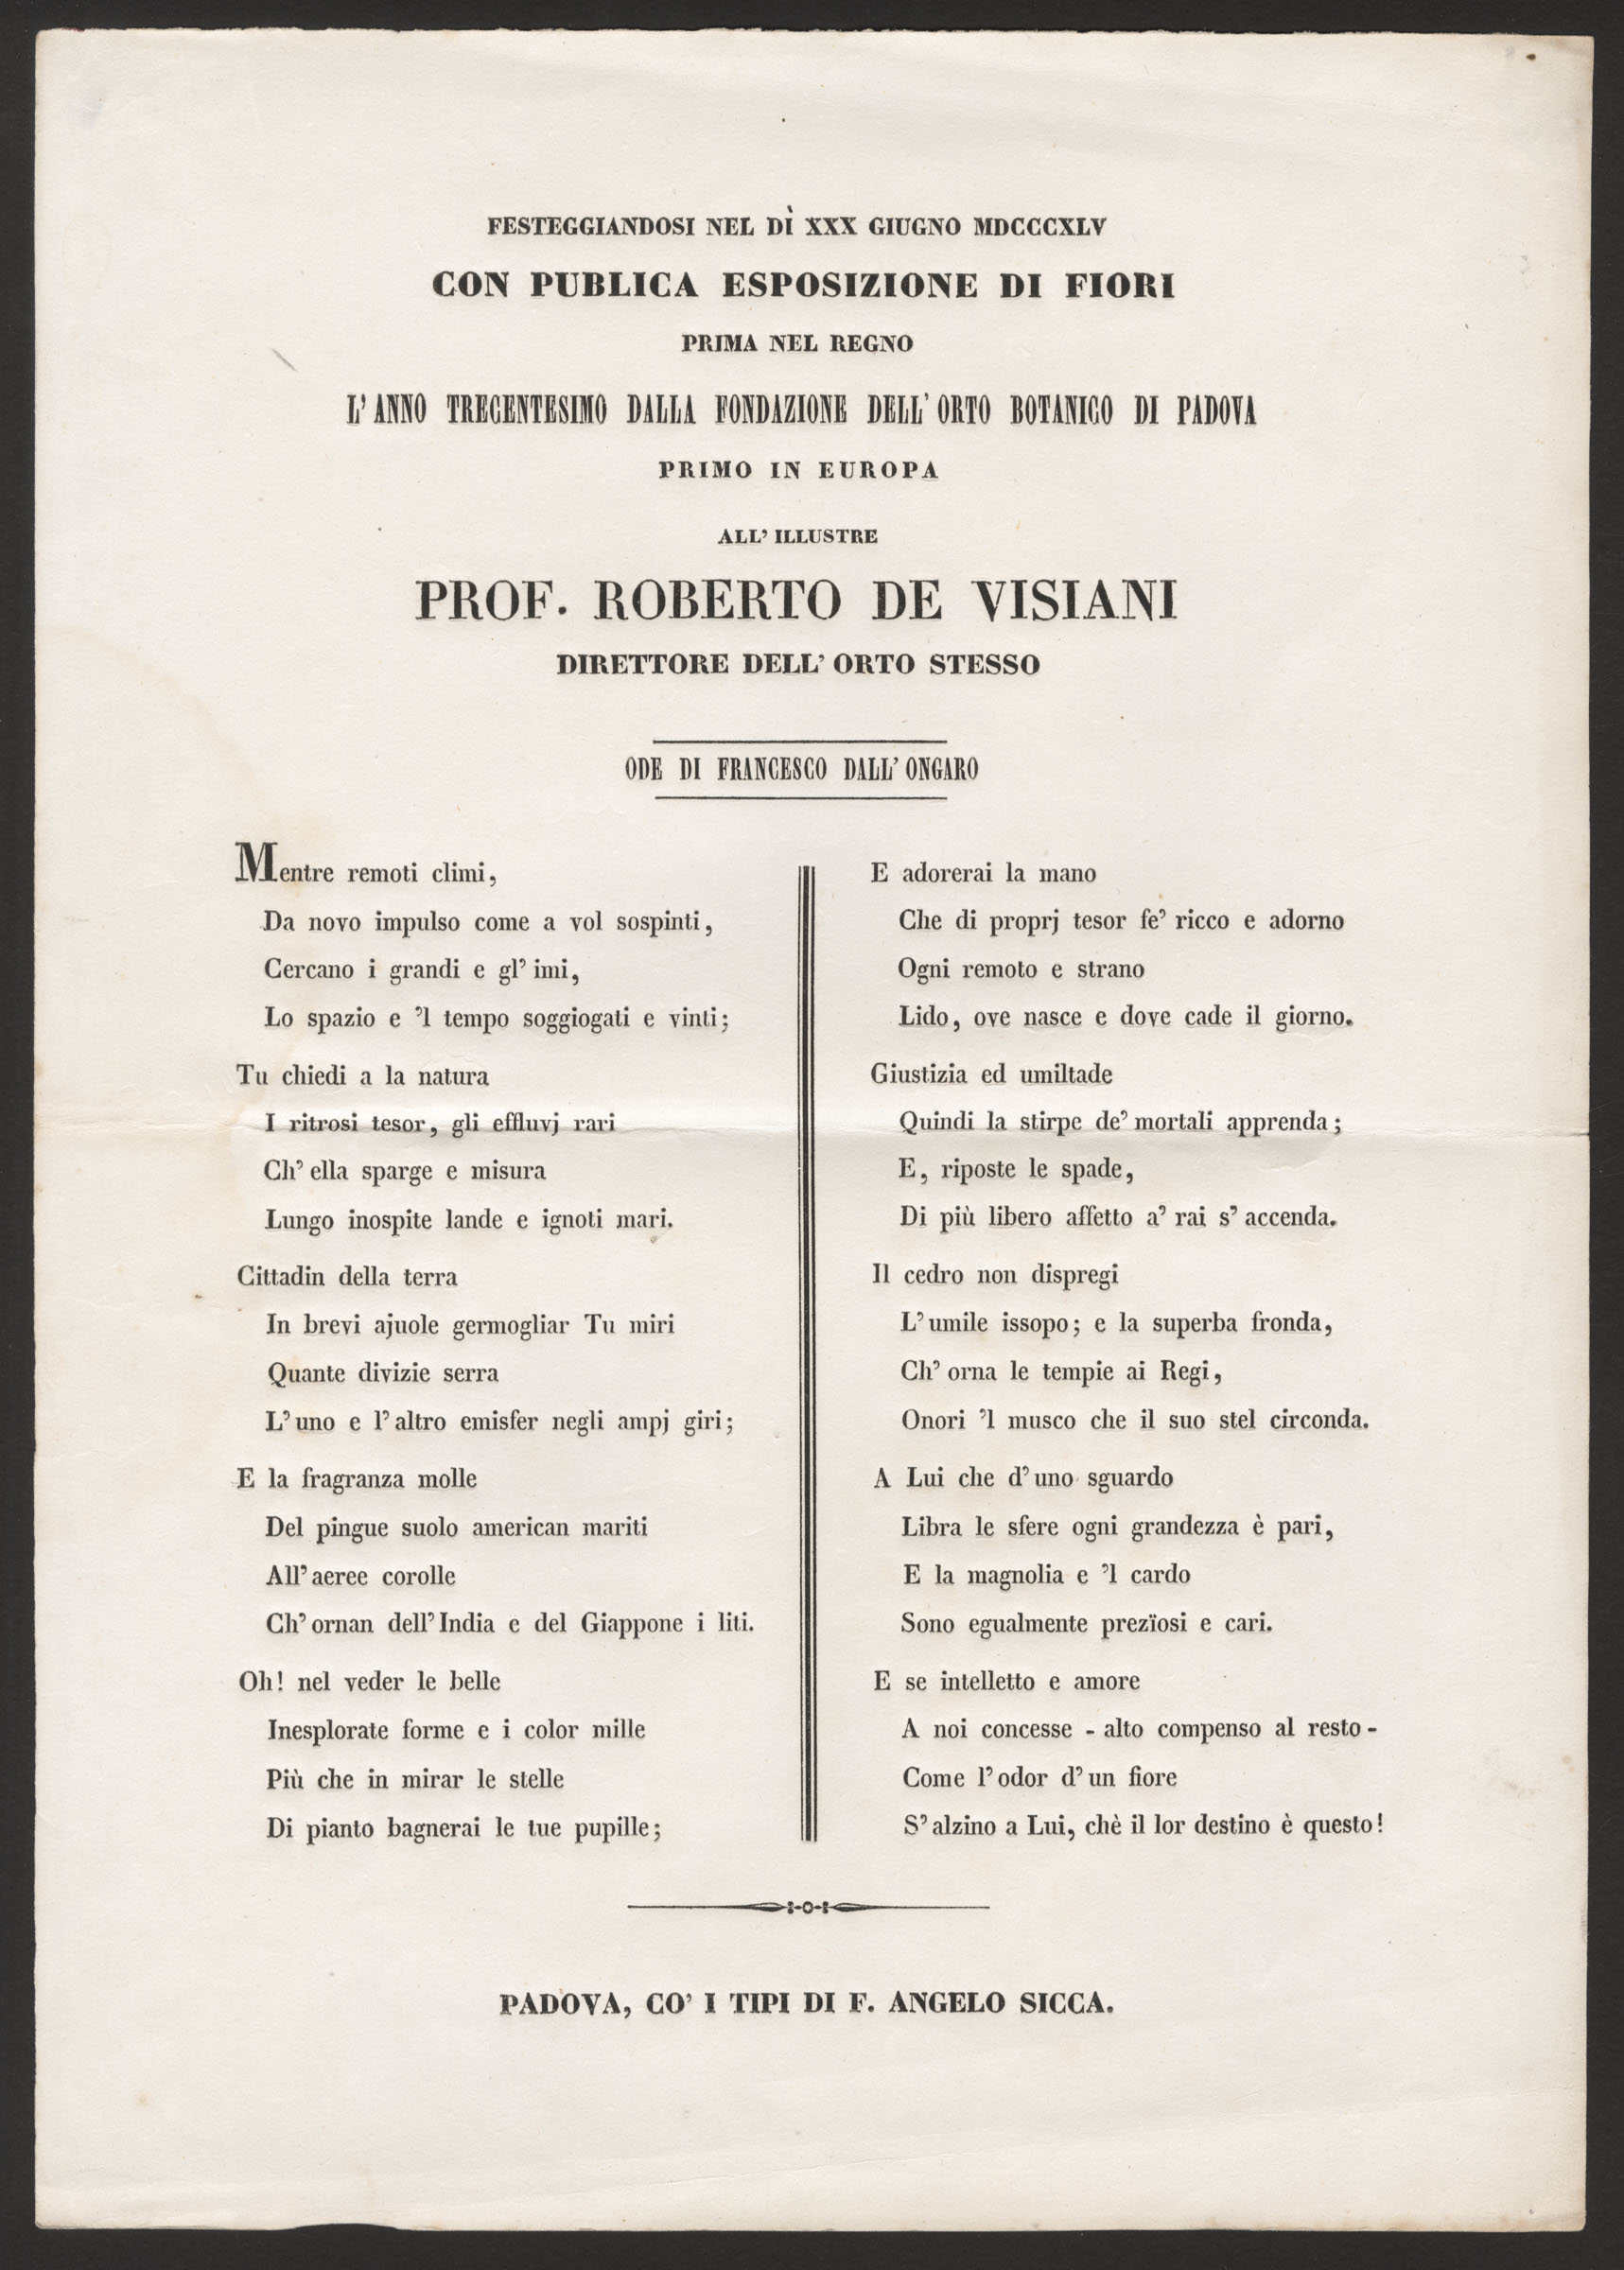 FESTEGGIANDOSI NEL DÌ XXX GIUGNO MDCCCXLV
CON PUBLICA ESPOSIZIONE DI FIORI
PRIMA NEL REGNO
L' ANNO TRECENTESIMO DALLA FONDAZIONE DELL' ORTO BOTANICO DI PADOVA
PRIMO IN EUROPA
ALL' ILLUSTRE
PROF. ROBERTO DE VISIANI
DIRETTORE DELL' ORTO STESSO
ODE DI FRANCESCO DALL' ONGARO
Mentre remoti climi,
Da novo impulso come a vol sospinti,
Cercano i grandi e gl' imi,
Lo spazio e 'l tempo soggiogati e vinti;
Tu chiedi a la natura
I ritrosi tesor, gli effluvj rari
Ch' ella sparge e misura
Lungo inospite lande e ignoti mari.
Cittadin della terra
In brevi ajuole germogliar Tu miri
Quante divizie serra
L' uno e l' altro emisfer negli ampj giri;
E la fragranza molle
Del pingue suolo american mariti
All' aeree corolle
Ch' ornan dell' India e del Giappone i liti.
Oh! nel veder le belle
Inesplorate forme e i color mille
Più che in mirar le stelle
Di pianto bagnerai le tue pupille;
E adorerai la mano
Che di proprj tesor fe' ricco e adorno
Ogni remoto e strano
Lido, ove nasce e dove cade il giorno.
Giustizia ed umiltade
Quindi la stirpe de' mortali apprenda;
E, riposte le spade,
Di più libero affetto a' rai s' accenda.
Il cedro non dispregi
L' umile issopo; e la superba fronda,
Ch' orna le tempie ai Regi,
Onori 'l musco che il suo stel circonda.
A Lui che d' uno sguardo
Libra le sfere ogni grandezza è pari,
E la magnolia e 'l cardo
Sono egualmente prezïosi e cari.
E se intelletto e amore
A noi concesse - alto compenso al resto -
Come l' odor d' un fiore
S' alzino a Lui, chè il lor destino è questo!
PADOVA, CO' I TIPI DI F. ANGELO SICCA.